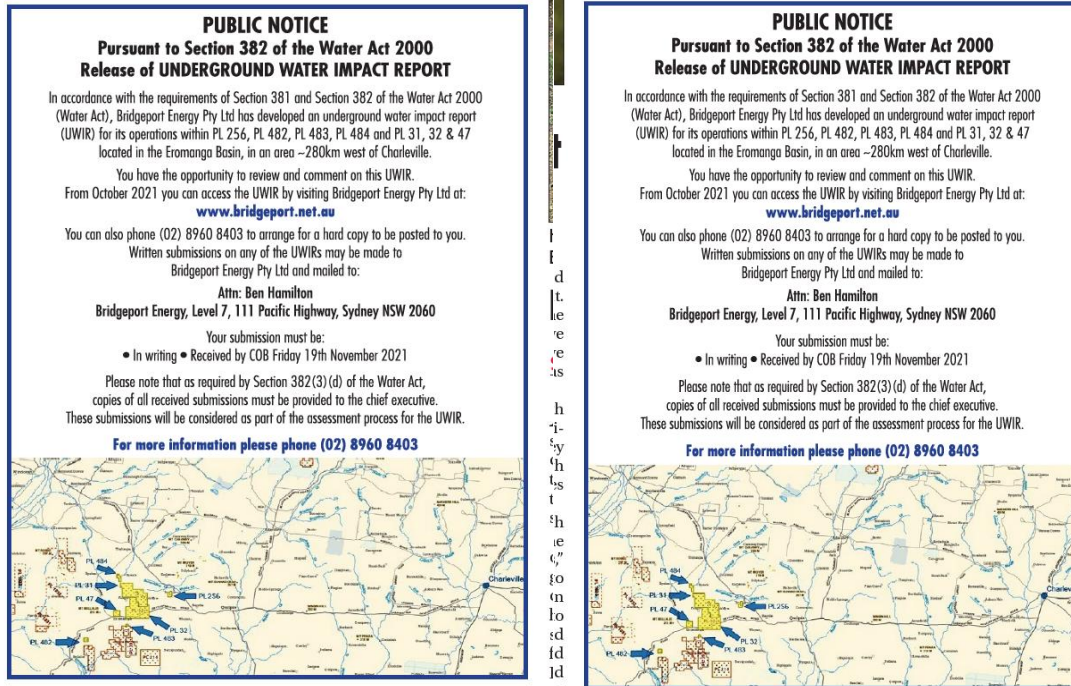 PUBLIC NOTICE
Pursuant to Section 382 of the Water Act 2000
Release of UNDERGROUND WATER IMPACT REPORT
In accordance with the requirements of Section 381 and Section 382 of the Water Act 2000
(Water Act), Bridgeport Energy Pty Ltd has developed an underground water impact report
(UWIR) for its operations within PL 256, PL 482, PL 483, PL 484 and PL 31, 32 & 47
located in the Eromanga Basin, in an area ~280km west of Charleville.
You have the opportunity to review and comment on this UWIR.
From October 2021 you can access the UWIR by visiting Bridgeport Energy Pty Ltd at:
www.bridgeport.net.au
You can also phone (02) 8960 8403 to arrange for a hard copy to be posted to you.
Written submissions on any of the UWIRs may be made to
Bridgeport Energy Pty Ltd and mailed to:
Attn: Ben Hamilton
Bridgeport Energy, Level 7, 111 Pacific Highway, Sydney NSW 2060
Your submission must be:
• In writing • Received by COB Friday 19th November 2021
Please note that as required by Section 382(3)(d) of the Water Act,
copies of all received submissions must be provided to the chief executive.
These submissions will be considered as part of the assessment process for the UWIR.
For more information please phone (02) 8960 8403
PL 484
PL 31
PL 47
PL 256
PL 32
PL 483
PL 482
Charleville
PUBLIC NOTICE
Pursuant to Section 382 of the Water Act 2000
Release of UNDERGROUND WATER IMPACT REPORT
In accordance with the requirements of Section 381 and Section 382 of the Water Act 2000
(Water Act), Bridgeport Energy Pty Ltd has developed an underground water impact report
(UWIR) for its operations within PL 256, PL 482, PL 483, PL 484 and PL 31, 32 & 47
located in the Eromanga Basin, in an area ~280km west of Charleville.
You have the opportunity to review and comment on this UWIR.
From October 2021 you can access the UWIR by visiting Bridgeport Energy Pty Ltd at:
www.bridgeport.net.au
You can also phone (02) 8960 8403 to arrange for a hard copy to be posted to you.
Written submissions on any of the UWIRs may be made to
Bridgeport Energy Pty Ltd and mailed to:
Attn: Ben Hamilton
Bridgeport Energy, Level 7, 111 Pacific Highway, Sydney NSW 2060
Your submission must be:
• In writing • Received by COB Friday 19th November 2021
Please note that as required by Section 382(3)(d) of the Water Act,
copies of all received submissions must be provided to the chief executive.
These submissions will be considered as part of the assessment process for the UWIR.
For more information please phone (02) 8960 8403
PL 484
PL 31
PL 47
PL 256
PL 32
PL 483
PL 482